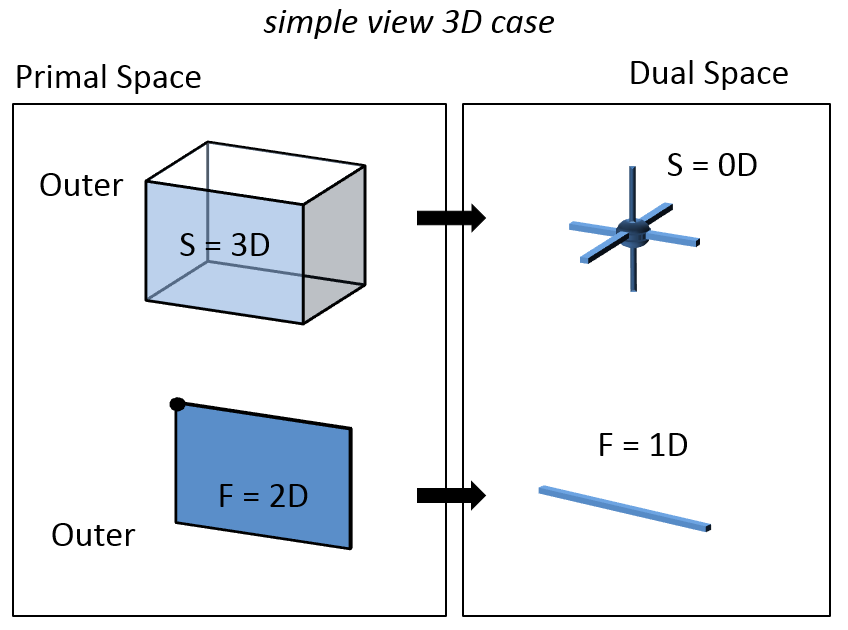 simple view 3D case
Primal Space
Dual Space
Outer
S = 3D
S = 0D
Outer
F = 2D
F = 1D